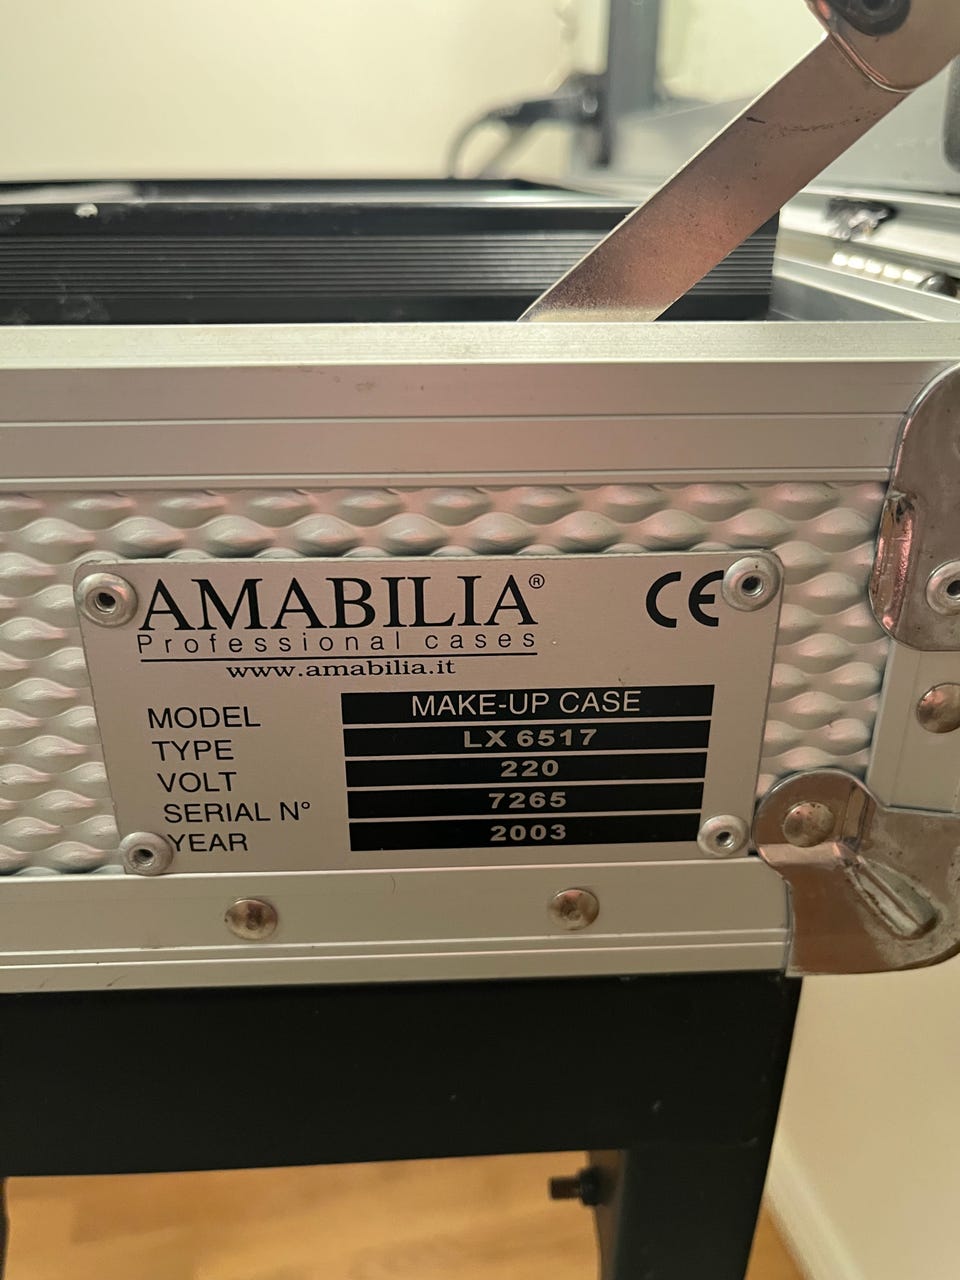 AMABILIA®
CE
Professional cases
www.amabilia.it
MODEL MAKE-UP CASE
TYPE LX 6517
VOLT 220
SERIAL N° 7265
YEAR 2003